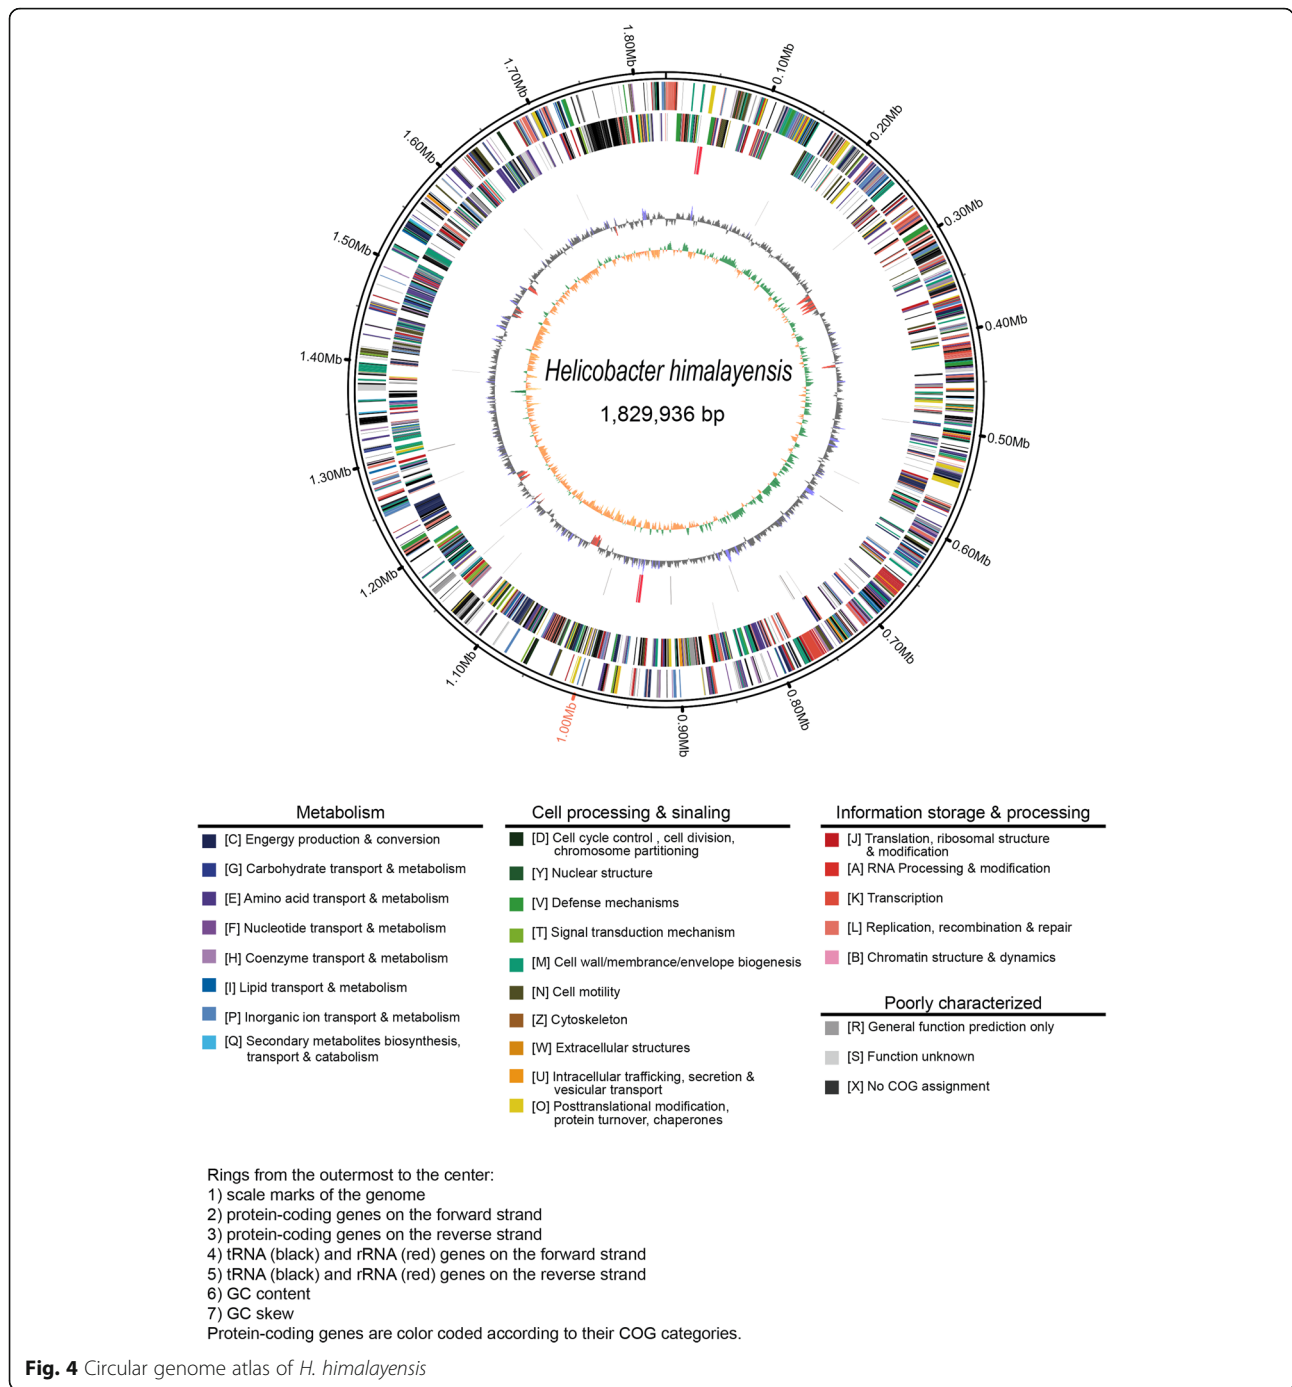 1.80Mb
0.10Mb
0.20Mb
0.30Mb
0.40Mb
0.50Mb
0.60Mb
0.70Mb
0.80Mb
0.90Mb
1.00Mb
1.10Mb
1.20Mb
1.30Mb
1.40Mb
1.50Mb
1.60Mb
1.70Mb
Helicobacter himalayensis
1,829,936 bp
Metabolism
[C] Engergy production & conversion
[G] Carbohydrate transport & metabolism
[E] Amino acid transport & metabolism
[F] Nucleotide transport & metabolism
[H] Coenzyme transport & metabolism
[I] Lipid transport & metabolism
[P] Inorganic ion transport & metabolism
[Q] Secondary metabolites biosynthesis,
transport & catabolism
Cell processing & sinaling
[D] Cell cycle control , cell division,
chromosome partitioning
[Y] Nuclear structure
[V] Defense mechanisms
[T] Signal transduction mechanism
[M] Cell wall/membrance/envelope biogenesis
[N] Cell motility
[Z] Cytoskeleton
[W] Extracellular structures
[U] Intracellular trafficking, secretion &
vesicular transport
[O] Posttranslational modification,
protein turnover, chaperones
Information storage & processing
[J] Translation, ribosomal structure
& modification
[A] RNA Processing & modification
[K] Transcription
[L] Replication, recombination & repair
[B] Chromatin structure & dynamics
Poorly characterized
[R] General function prediction only
[S] Function unknown
[X] No COG assignment
Rings from the outermost to the center:
1) scale marks of the genome
2) protein-coding genes on the forward strand
3) protein-coding genes on the reverse strand
4) tRNA (black) and rRNA (red) genes on the forward strand
5) tRNA (black) and rRNA (red) genes on the reverse strand
6) GC content
7) GC skew
Protein-coding genes are color coded according to their COG categories.
Fig. 4 Circular genome atlas of H. himalayensis